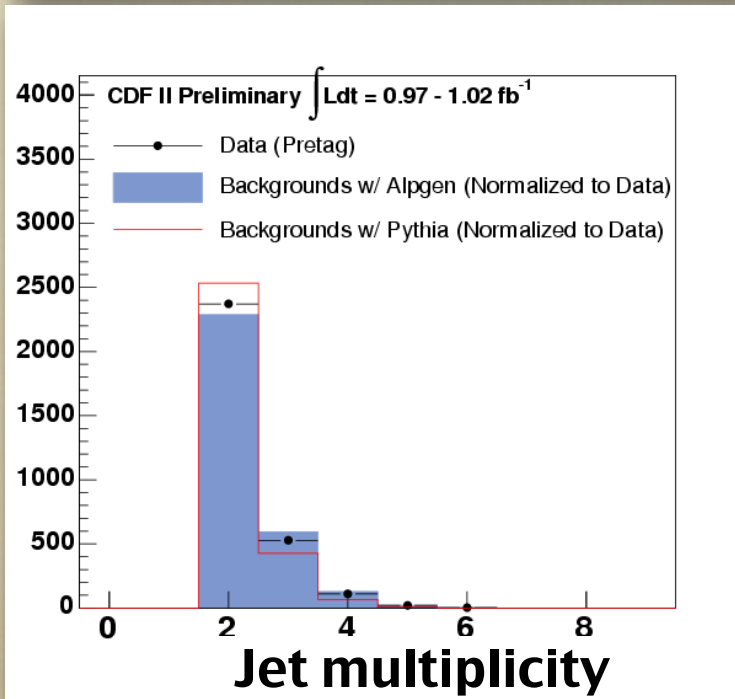 CDF II Preliminary ∫Ldt = 0.97 - 1.02 fb⁻¹
Data (Pretag)
Backgrounds w/ Alpgen (Normalized to Data)
Backgrounds w/ Pythia (Normalized to Data)
4000
3500
3000
2500
2000
1500
1000
500
0
0 2 4 6 8
Jet multiplicity